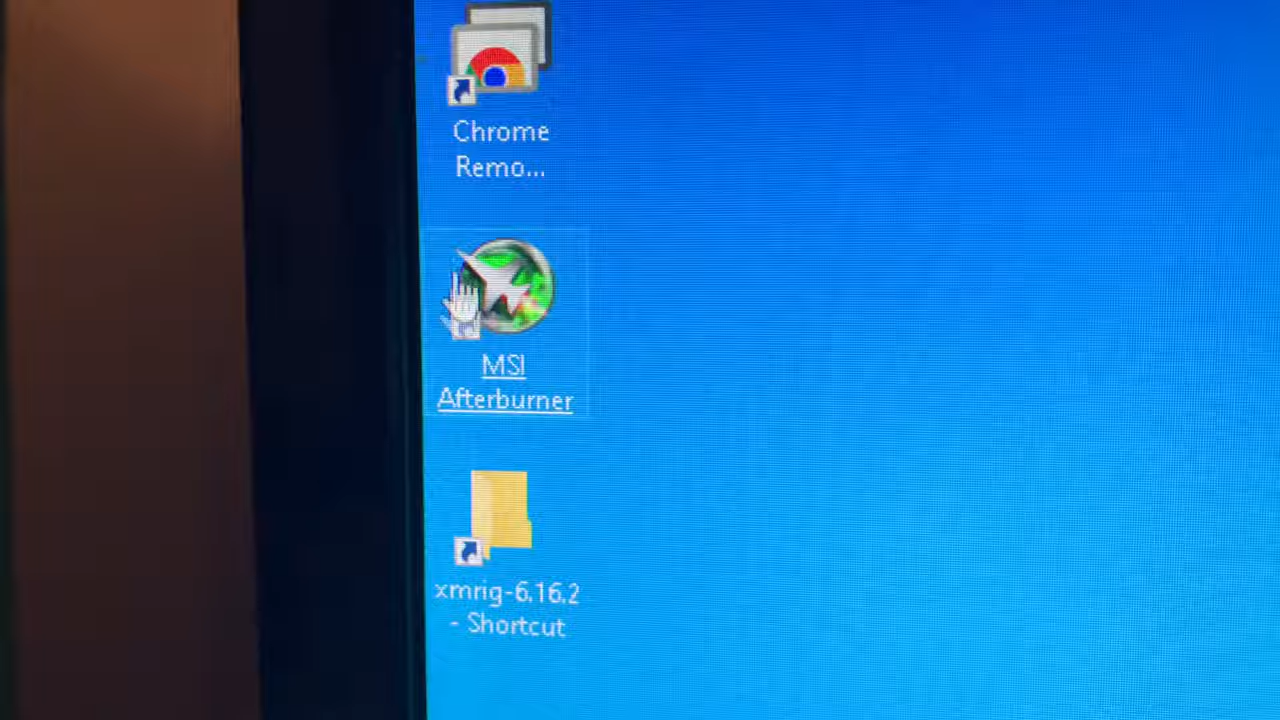 Chrome
Remo...
MSI
Afterburner
xmrig-6.16.2
- Shortcut